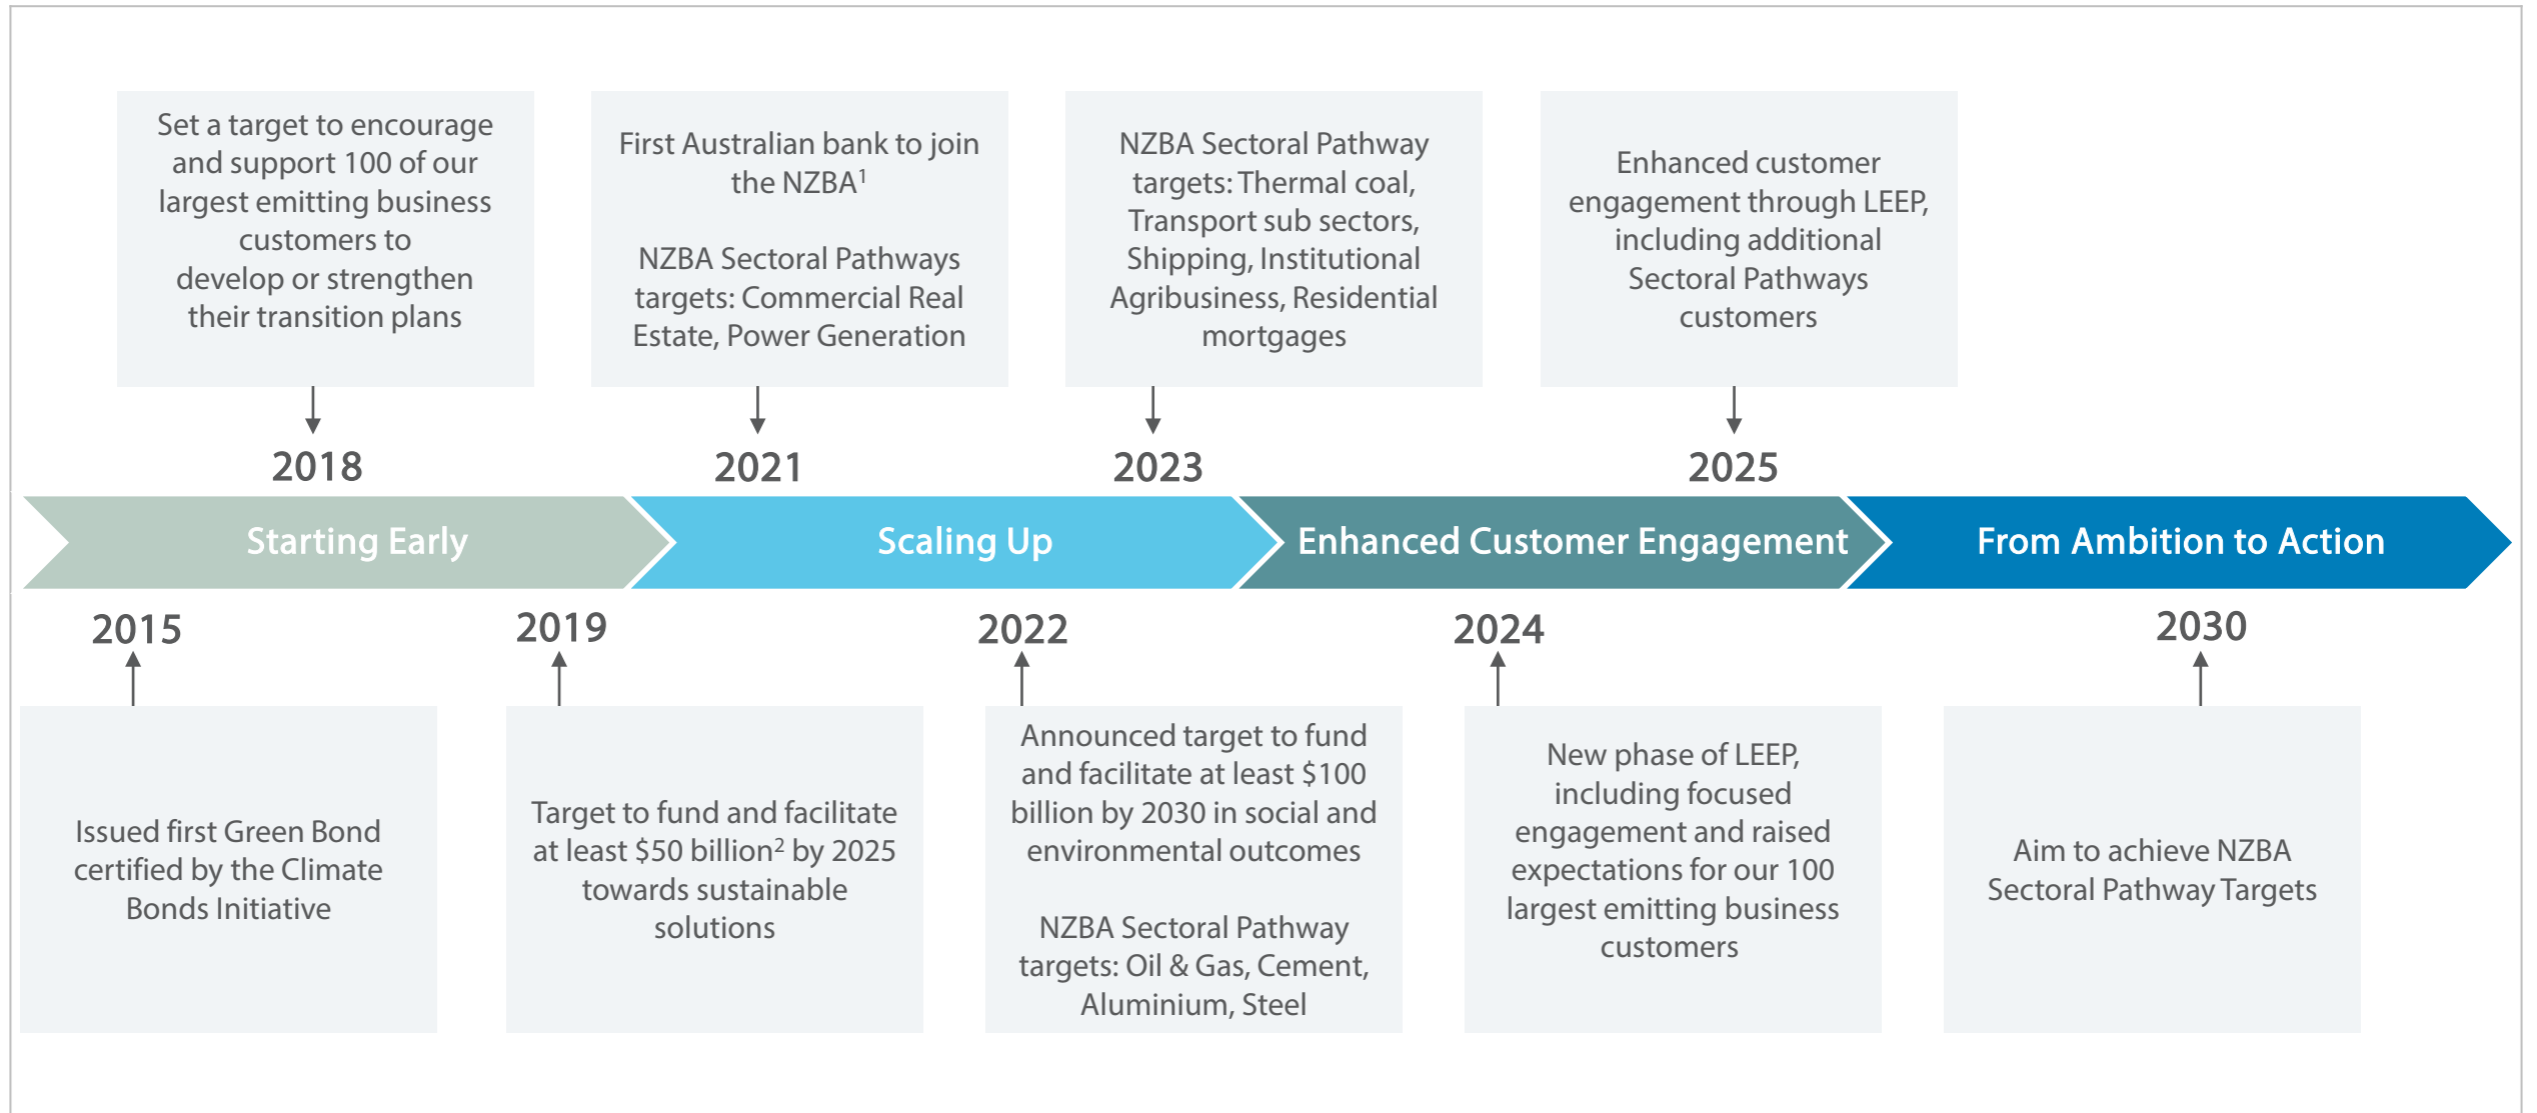 Set a target to encourage
and support 100 of our
largest emitting business
customers to
develop or strengthen
their transition plans
First Australian bank to join
the NZBA¹
NZBA Sectoral Pathways
targets: Commercial Real
Estate, Power Generation
NZBA Sectoral Pathway
targets: Thermal coal,
Transport sub sectors,
Shipping, Institutional
Agribusiness, Residential
mortgages
Enhanced customer
engagement through LEEP,
including additional
Sectoral Pathways
customers
2018
2021
2023
2025
Starting Early
Scaling Up
Enhanced Customer Engagement
From Ambition to Action
2015
2019
2022
2024
2030
Issued first Green Bond
certified by the Climate
Bonds Initiative
Target to fund and facilitate
at least $50 billion² by 2025
towards sustainable
solutions
Announced target to fund
and facilitate at least $100
billion by 2030 in social and
environmental outcomes
NZBA Sectoral Pathway
targets: Oil & Gas, Cement,
Aluminium, Steel
New phase of LEEP,
including focused
engagement and raised
expectations for our 100
largest emitting business
customers
Aim to achieve NZBA
Sectoral Pathway Targets